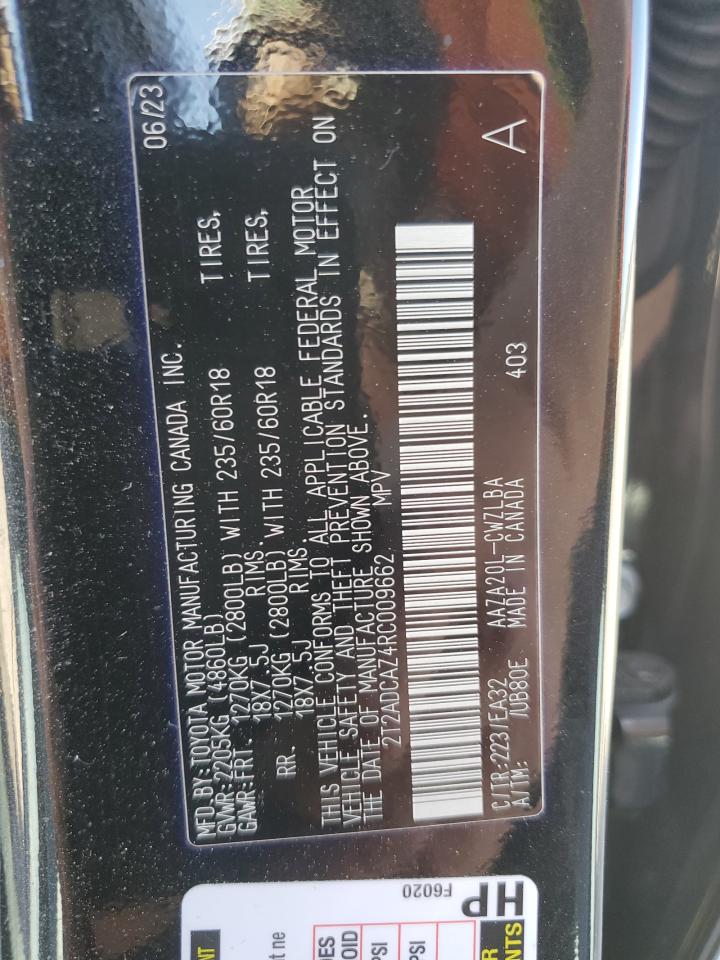 MFD.BY:TOYOTA MOTOR MANUFACTURING CANADA INC. 06/23
GVWR:2205KG (4860LB)
GAWR:FRT. 1270KG (2800LB) WITH 235/60R18 TIRES,
18X7.5J RIMS.
RR. 1270KG (2800LB) WITH 235/60R18 TIRES,
18X7.5J RIMS.
THIS VEHICLE CONFORMS TO ALL APPLICABLE FEDERAL MOTOR
VEHICLE SAFETY AND THEFT PREVENTION STANDARDS IN EFFECT ON
THE DATE OF MANUFACTURE SHOWN ABOVE.
2T2ADCAZ4RC009662 MPV
C/TR:223 EA32 AAZA20L-CWZLBA
A/TM: UB80E MADE IN CANADA 403 A
HP
F6020